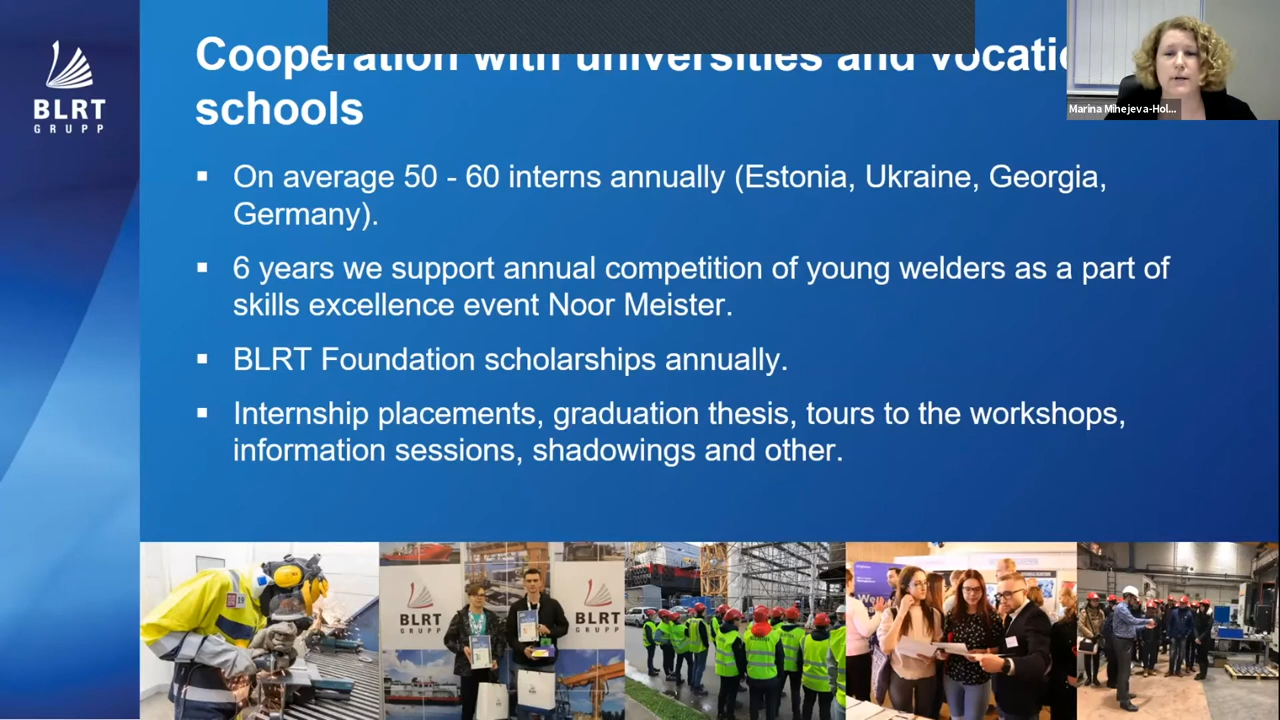 BLRT
GRUPP
Cooperation with universities and
schools
Marina Mihejeva-Hol...
▪ On average 50 - 60 interns annually (Estonia, Ukraine, Georgia,
Germany).
▪ 6 years we support annual competition of young welders as a part of
skills excellence event Noor Meister.
▪ BLRT Foundation scholarships annually.
▪ Internship placements, graduation thesis, tours to the workshops,
information sessions, shadowings and other.
BLRT
GRUPP
BLRT
GRUPP